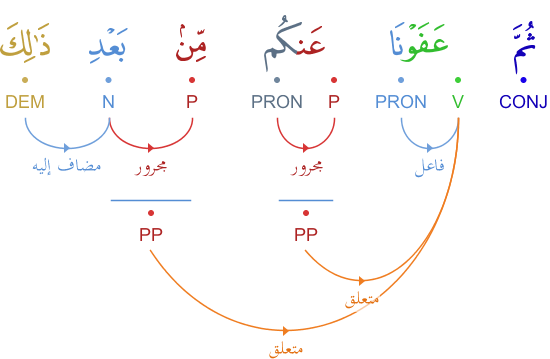 ثُمَّ عَفَوْنَا عَنكُم مِّنۢ بَعْدِ ذَٰلِكَ
CONJ V PRON P PRON P N DEM
فاعل مجرور مجرور مضاف إليه
PP PP
متعلق
متعلق